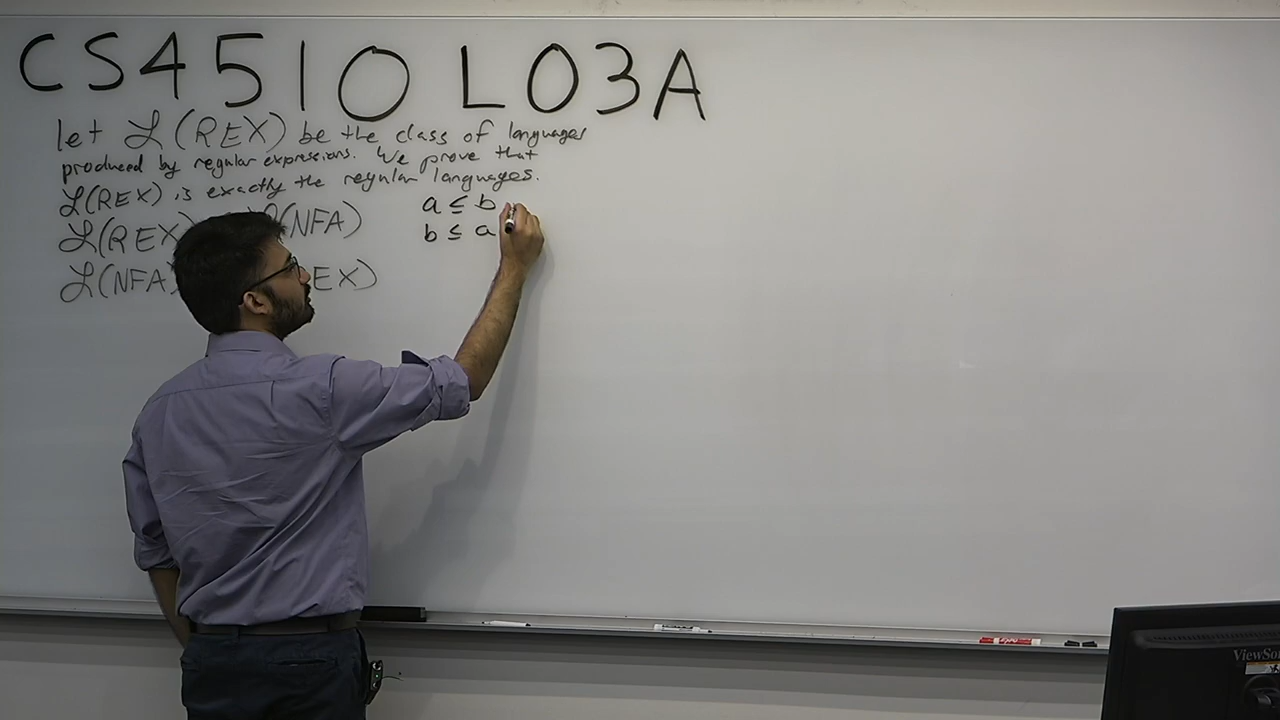 CS4510 L03A
let ℒ(REX) be the class of languages
produced by regular expressions. We prove that
ℒ(REX) is exactly the regular languages.
ℒ(REX) (NFA)
ℒ(NFA) EX)
a ≤ b
b ≤ a
ViewSo